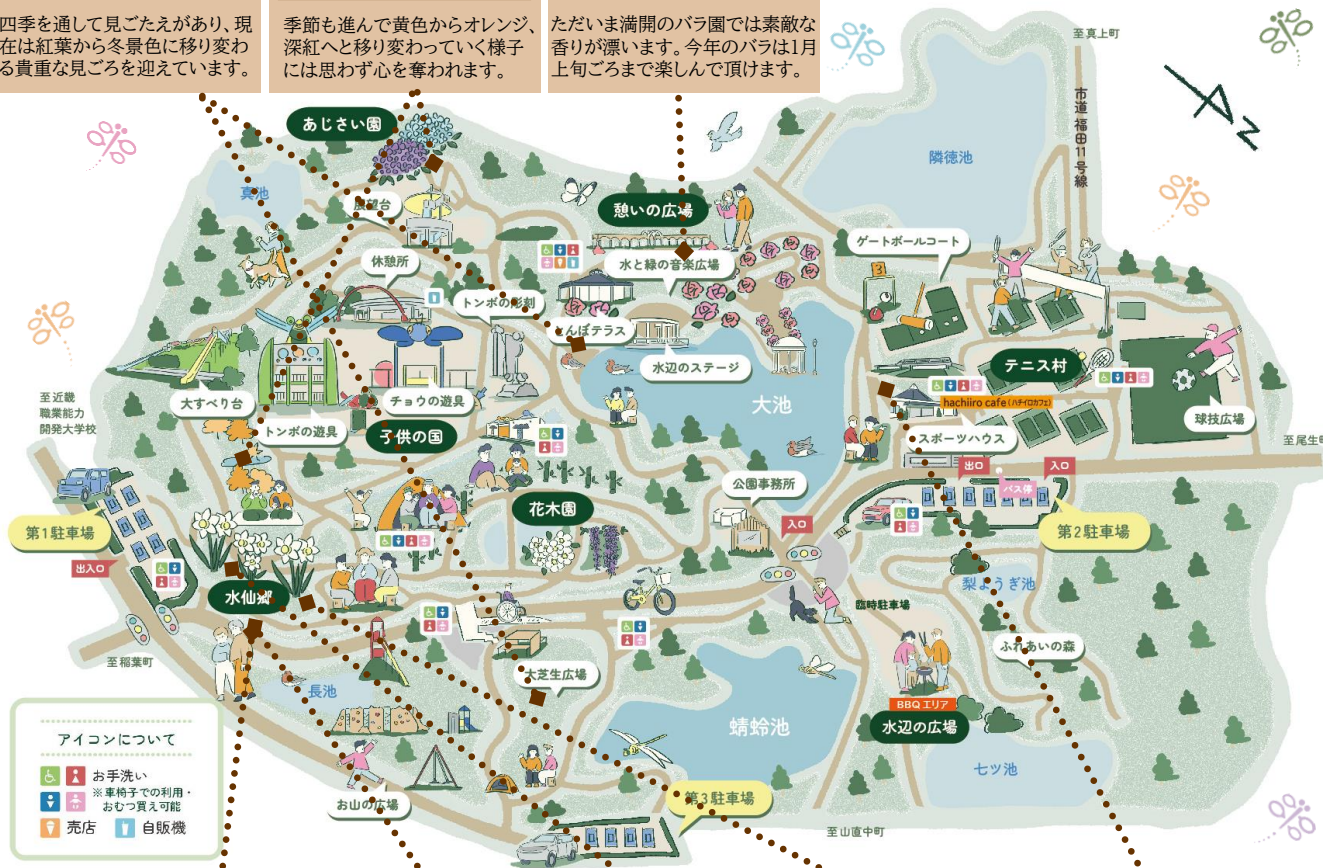 四季を通して見ごたえがあり、現
在は紅葉から冬景色に移り変わ
る貴重な見ごろを迎えています。
季節も進んで黄色からオレンジ、
深紅へと移り変わっていく様子
には思わず心を奪われます。
ただいま満開のバラ園では素敵な
香りが漂います。今年のバラは1月
上旬ごろまで楽しんで頂けます。
至真上町
N
市道福田11号線
あじさい園
隣徳池
真池
展望台
憩いの広場
ゲートボールコート
休憩所
水と緑の音楽広場
トンボの彫刻
とんぼテラス
3
水辺のステージ
テニス村
大池
hachiiro cafe(ハチイロカフェ)
スポーツハウス
球技広場
至尾生町
至近畿
職業能力
開発大学校
大すべり台
トンボの遊具
チョウの遊具
子供の国
出口
入口
バス停
公園事務所
花木園
入口
第1駐車場
出入口
第2駐車場
水仙郷
梨ようぎ池
臨時駐車場
ふれあいの森
至稲葉町
長池
大芝生広場
蜻蛉池
BBQ エリア
水辺の広場
七ツ池
お山の広場
第3駐車場
至山直中町
アイコンについて
お手洗い
※車椅子での利用・
おむつ買え可能
売店
自販機